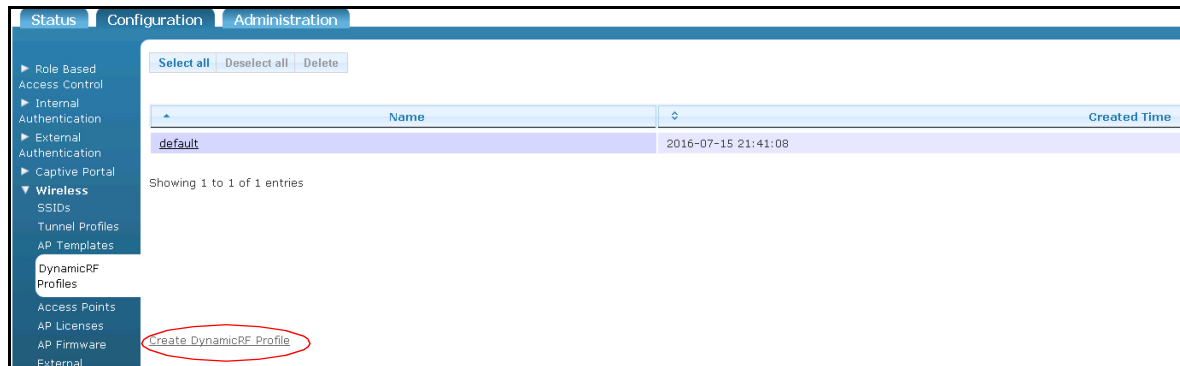 Status Configuration Administration
Role Based
Access Control
Internal
Authentication
External
Authentication
Captive Portal
Wireless
SSIDs
Tunnel Profiles
AP Templates
DynamicRF
Profiles
Access Points
AP Licenses
AP Firmware
External
Select all Deselect all Delete
Name Created Time
default 2016-07-15 21:41:08
Showing 1 to 1 of 1 entries
Create DynamicRF Profile